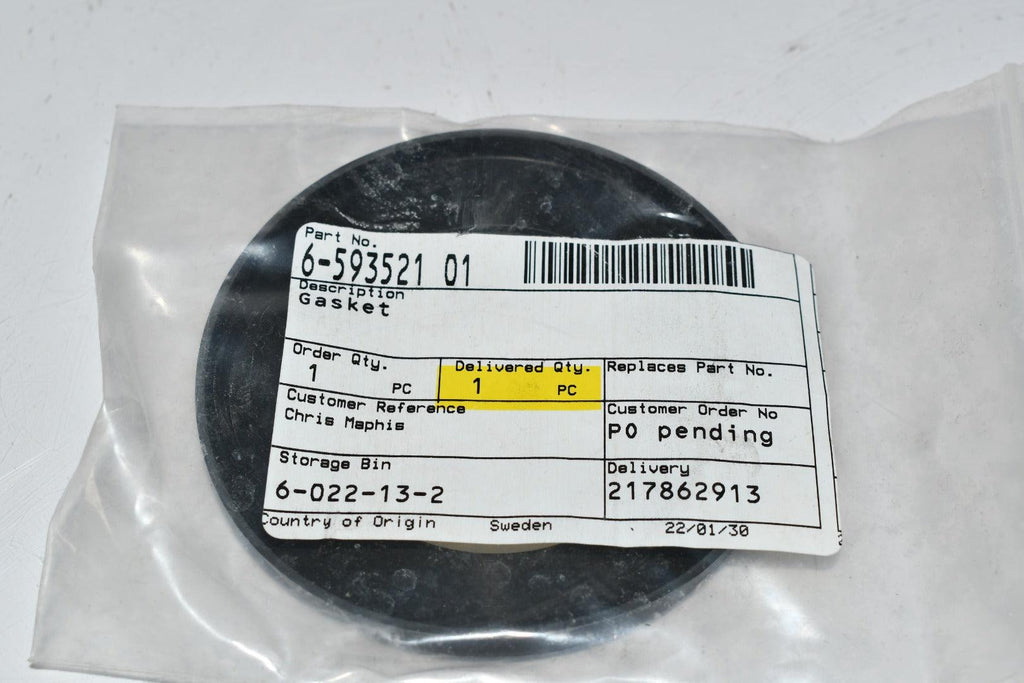 Part No.
6-593521 01
Description
Gasket
Order Qty.
1 PC
Delivered Qty.
1 PC
Replaces Part No.
Customer Reference
Chris Maphis
Customer Order No
PO pending
Storage Bin
6-022-13-2
Delivery
217862913
Country of Origin Sweden 22/01/30